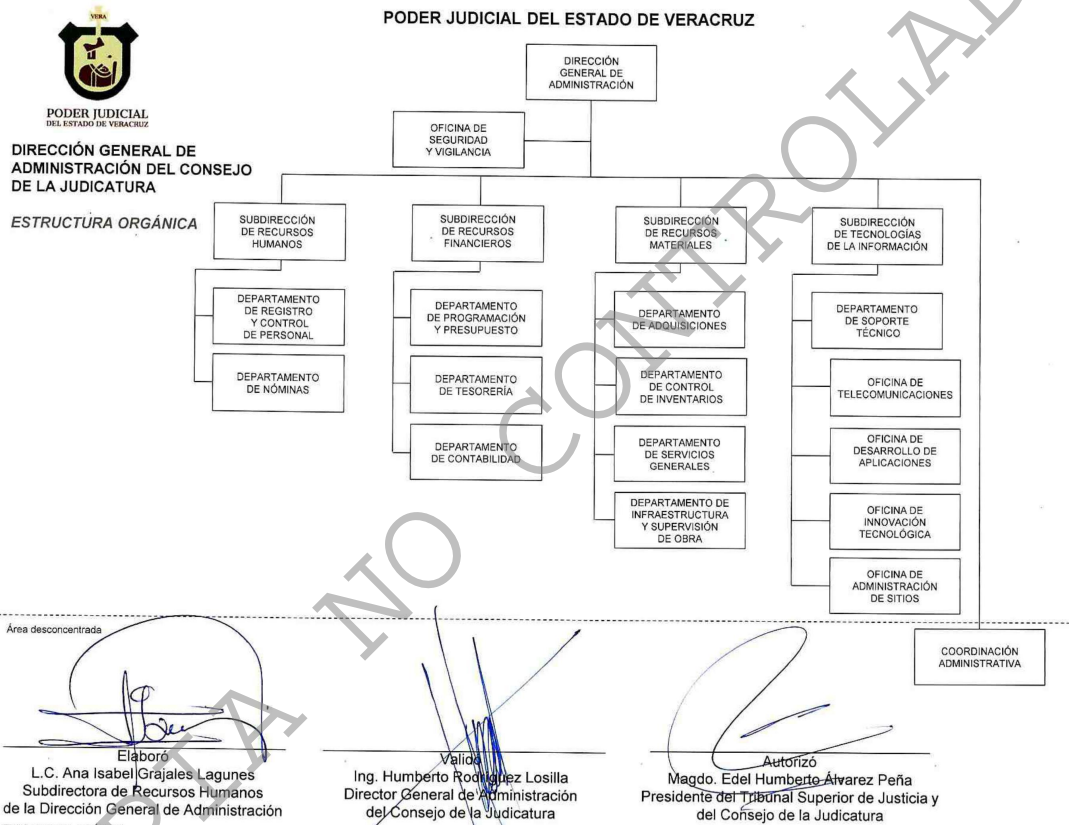 PODER JUDICIAL DEL ESTADO DE VERACRUZ
VERA
PODER JUDICIAL
DEL ESTADO DE VERACRUZ
DIRECCIÓN GENERAL DE
ADMINISTRACIÓN DEL CONSEJO
DE LA JUDICATURA
ESTRUCTURA ORGÁNICA
DIRECCIÓN
GENERAL DE
ADMINISTRACIÓN
OFICINA DE
SEGURIDAD
Y VIGILANCIA
SUBDIRECCIÓN
DE RECURSOS
HUMANOS
DEPARTAMENTO
DE REGISTRO
Y CONTROL
DE PERSONAL
DEPARTAMENTO
DE NÓMINAS
SUBDIRECCIÓN
DE RECURSOS
FINANCIEROS
DEPARTAMENTO
DE PROGRAMACIÓN
Y PRESUPUESTO
DEPARTAMENTO
DE TESORERÍA
DEPARTAMENTO
DE CONTABILIDAD
SUBDIRECCIÓN
DE RECURSOS
MATERIALES
DEPARTAMENTO
DE ADQUISICIONES
DEPARTAMENTO
DE CONTROL
DE INVENTARIOS
DEPARTAMENTO
DE SERVICIOS
GENERALES
DEPARTAMENTO DE
INFRAESTRUCTURA
Y SUPERVISIÓN
DE OBRA
SUBDIRECCIÓN
DE TECNOLOGÍAS
DE LA INFORMACIÓN
DEPARTAMENTO
DE SOPORTE
TÉCNICO
OFICINA DE
TELECOMUNICACIONES
OFICINA DE
DESARROLLO DE
APLICACIONES
OFICINA DE
INNOVACIÓN
TECNOLÓGICA
OFICINA DE
ADMINISTRACIÓN
DE SITIOS
Área desconcentrada
COORDINACIÓN
ADMINISTRATIVA
Elaboró
L.C. Ana Isabel Grajales Lagunes
Subdirectora de Recursos Humanos
de la Dirección General de Administración
Validó
Ing. Humberto Rodríguez Losilla
Director General de Administración
del Consejo de la Judicatura
Autorizó
Magdo. Edel Humberto Álvarez Peña
Presidente del Tribunal Superior de Justicia y
del Consejo de la Judicatura
NO CONTROLAD